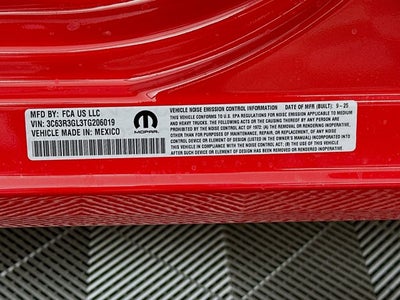 MFD BY: FCA US LLC
VIN: 3C63R3GL3TG206019
VEHICLE MADE IN: MEXICO
MOPAR
VEHICLE NOISE EMISSION CONTROL INFORMATION DATE OF MFR (BUILT): 9 - 25
THIS VEHICLE CONFORMS TO U.S. EPA REGULATIONS FOR NOISE EMISSION APPLICABLE TO MEDIUM
AND HEAVY TRUCKS. THE FOLLOWING ACTS OR THE CAUSING THEREOF BY ANY PERSON
ARE PROHIBITED BY THE NOISE CONTROL ACT OF 1972: (A) THE REMOVAL OR RENDERING INOPERATIVE,
OTHER THAN FOR PURPOSES OF MAINTENANCE, REPAIR, OR REPLACEMENT, OF ANY NOISE CONTROL
DEVICE OR ELEMENT OF DESIGN (LISTED IN THE OWNER'S MANUAL) INCORPORATED INTO
THIS VEHICLE IN COMPLIANCE WITH THE NOISE CONTROL ACT; (B) THE USE OF THIS VEHICLE AFTER
SUCH DEVICE OR ELEMENT OF DESIGN HAS BEEN REMOVED OR RENDERED INOPERATIVE